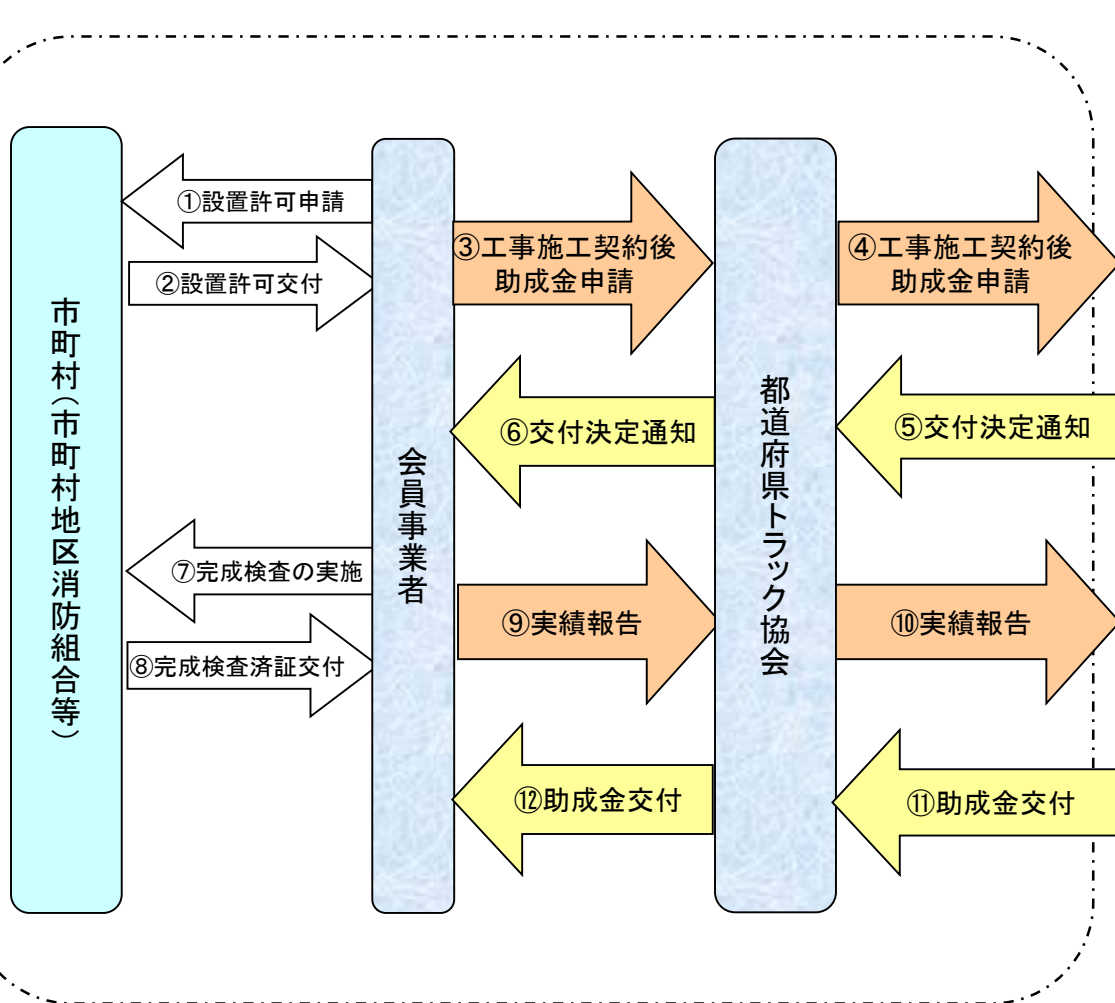 市町村（市町村地区消防組合等）
①設置許可申請
②設置許可交付
⑦完成検査の実施
⑧完成検査済証交付
会員事業者
③工事施工契約後
助成金申請
⑥交付決定通知
⑨実績報告
⑫助成金交付
都道府県トラック協会
④工事施工契約後
助成金申請
⑤交付決定通知
⑩実績報告
⑪助成金交付